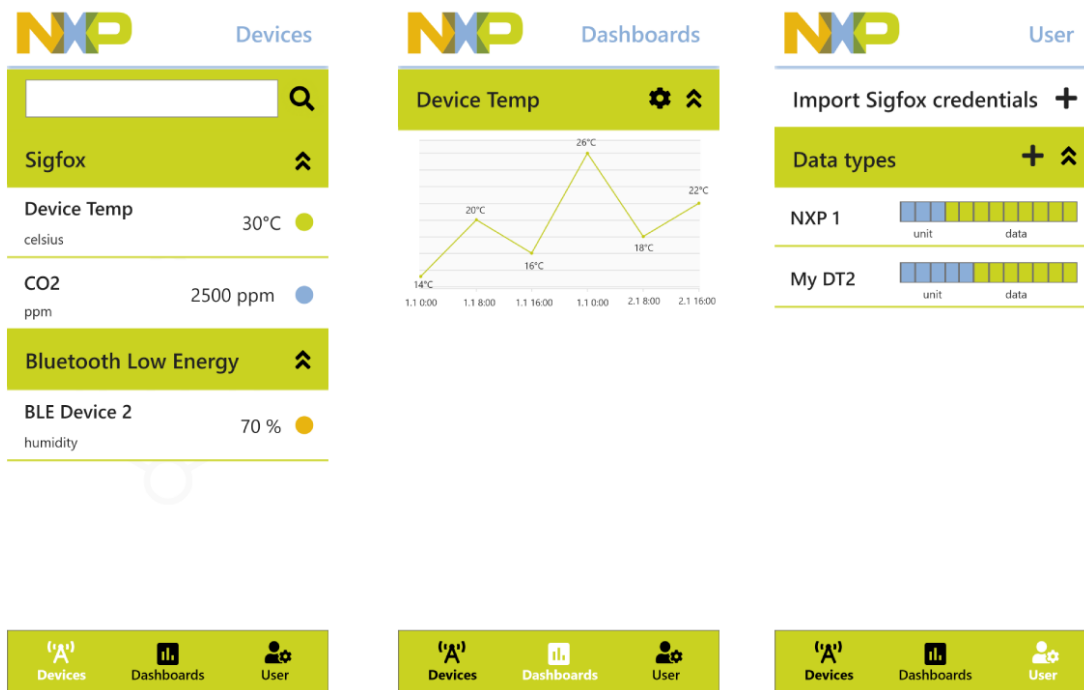 NXP Devices
Sigfox
Device Temp
30°C
celsius
CO2
2500 ppm
ppm
Bluetooth Low Energy
BLE Device 2
70 %
humidity
Devices Dashboards User
NXP Dashboards
Device Temp
26°C
22°C
20°C
18°C
16°C
14°C
1.1 0:00 1.1 8:00 1.1 16:00 1.1 0:00 2.1 8:00 2.1 16:00
Devices Dashboards User
NXP User
Import Sigfox credentials
Data types
NXP 1
unit data
My DT2
unit data
Devices Dashboards User